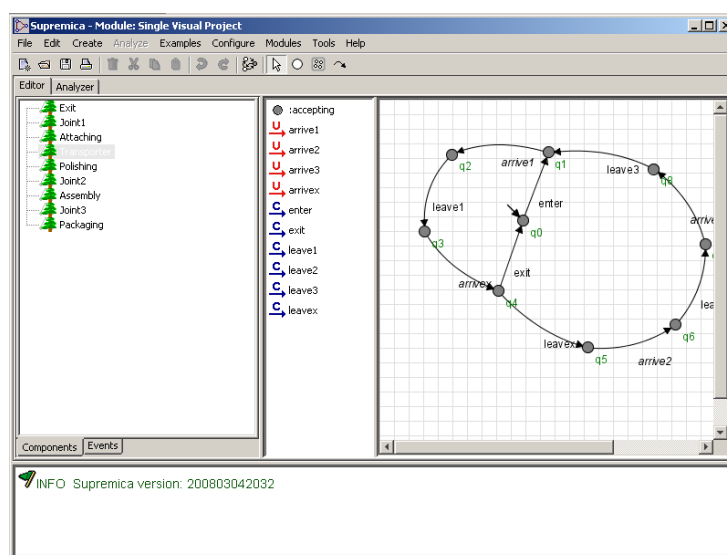 Supremica - Module: Single Visual Project
File Edit Create Analyze Examples Configure Modules Tools Help
Editor Analyzer
Exit
Joint1
Attaching
Transporter
Polishing
Joint2
Assembly
Joint3
Packaging
Components Events
:accepting
arrive1
arrive2
arrive3
arrivex
enter
exit
leave1
leave2
leave3
leavex
q2
arrive1
q1
leave3
q8
leave1
enter
q3
q0
arrivex
exit
q4
leavex
q5
arrive2
q6
INFO Supremica version: 200803042032